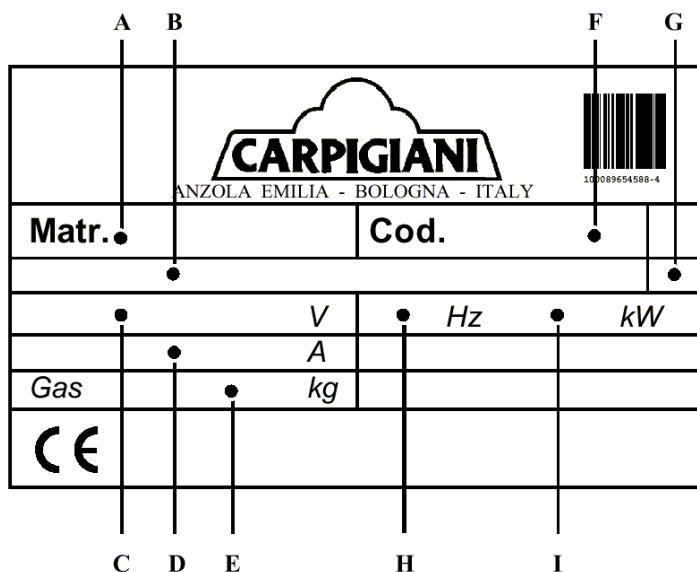 A B F G
CARPIGIANI
ANZOLA EMILIA - BOLOGNA - ITALY
100089654588-4
Matr. Cod.
V Hz kW
A
Gas kg
CE
C D E H I